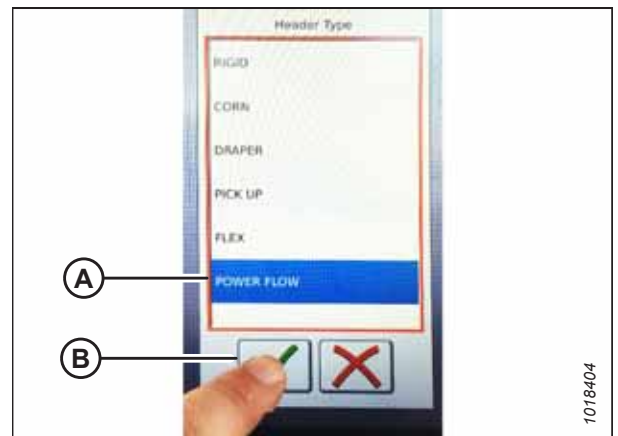 Header Type
RIGID
CORN
DRAPER
PICK UP
FLEX
A
POWER FLOW
B
1018404